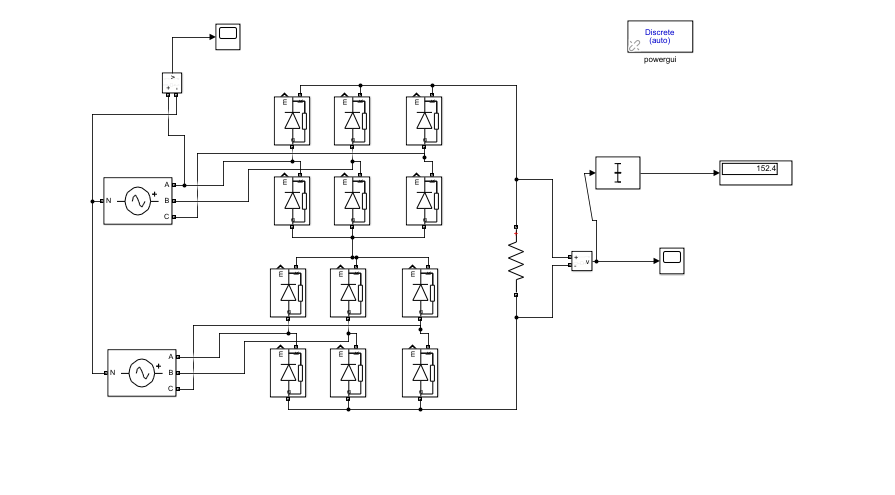 Discrete
(auto)
powergui
v
+ -
E
E
E
A
N
B
C
E
E
E
152.4
+
-
v
E
E
E
A
N
B
C
E
E
E